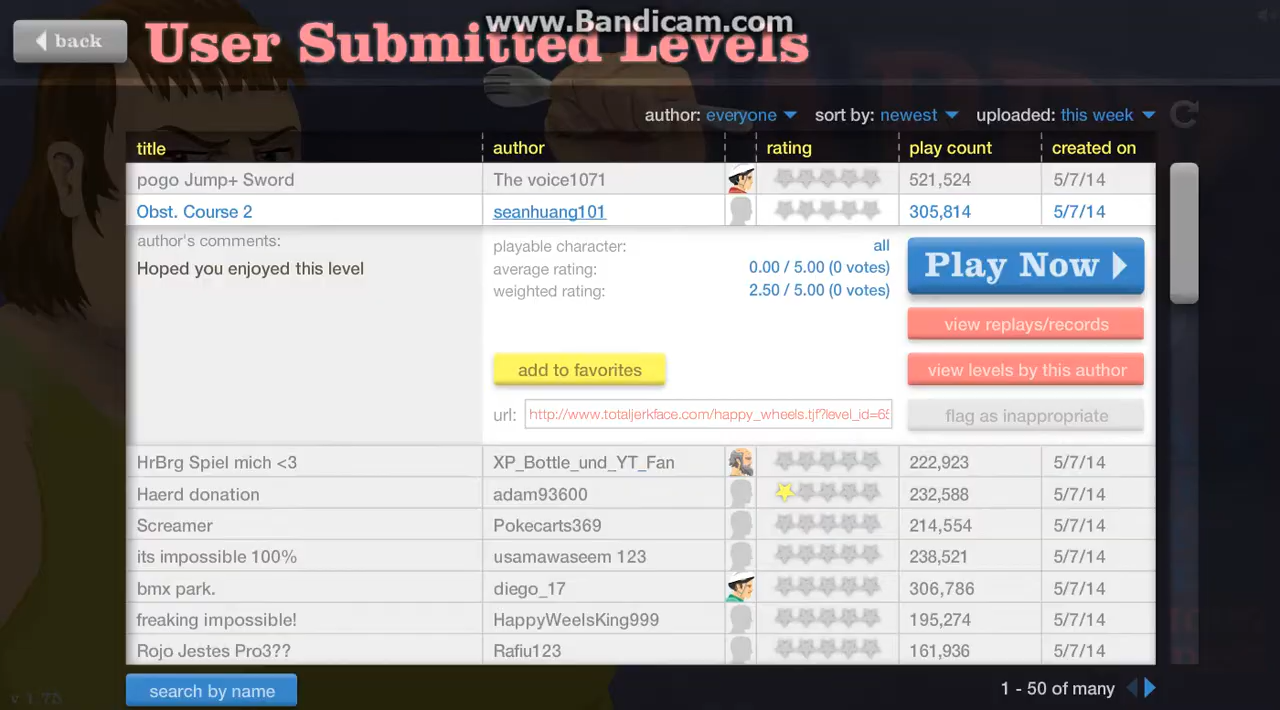 www.Bandicam.com
back
User Submitted Levels
author: everyone sort by: newest uploaded: this week
title author rating play count created on
pogo Jump+ Sword The voice1071 521,524 5/7/14
Obst. Course 2 seanhuang101 305,814 5/7/14
author's comments:
Hoped you enjoyed this level
playable character: all
average rating: 0.00 / 5.00 (0 votes)
weighted rating: 2.50 / 5.00 (0 votes)
add to favorites
url: http://www.totaljerkface.com/happy_wheels.tjf?level_id=65
Play Now
view replays/records
view levels by this author
flag as inappropriate
HrBrg Spiel mich <3 XP_Bottle_und_YT_Fan 222,923 5/7/14
Haerd donation adam93600 232,588 5/7/14
Screamer Pokecarts369 214,554 5/7/14
its impossible 100% usamawaseem 123 238,521 5/7/14
bmx park. diego_17 306,786 5/7/14
freaking impossible! HappyWeelsKing999 195,274 5/7/14
Rojo Jestes Pro3?? Rafiu123 161,936 5/7/14
search by name
1 - 50 of many